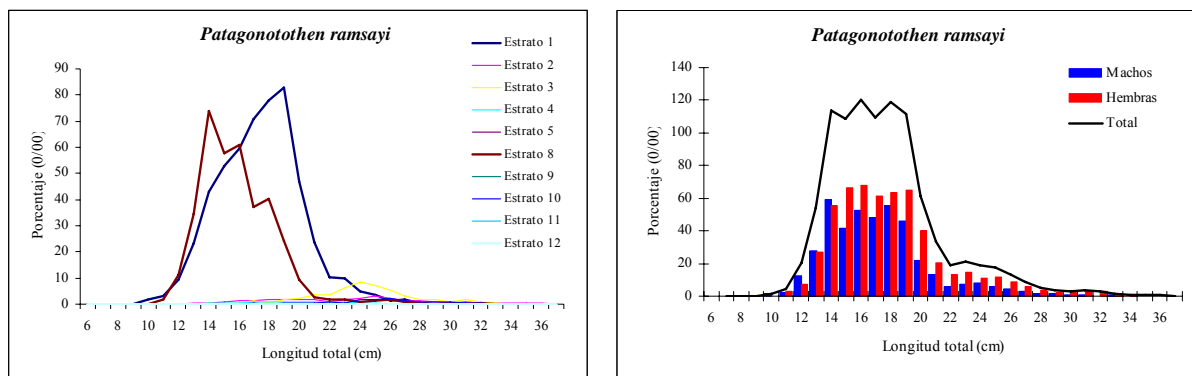 Patagonotothen ramsayi
Porcentaje (0/00)
90
80
70
60
50
40
30
20
10
0
6 8 10 12 14 16 18 20 22 24 26 28 30 32 34 36
Longitud total (cm)
Estrato 1
Estrato 2
Estrato 3
Estrato 4
Estrato 5
Estrato 8
Estrato 9
Estrato 10
Estrato 11
Estrato 12
Patagonotothen ramsayi
Porcentaje (0/00)
140
120
100
80
60
40
20
0
6 8 10 12 14 16 18 20 22 24 26 28 30 32 34 36
Longitud total (cm)
Machos
Hembras
Total